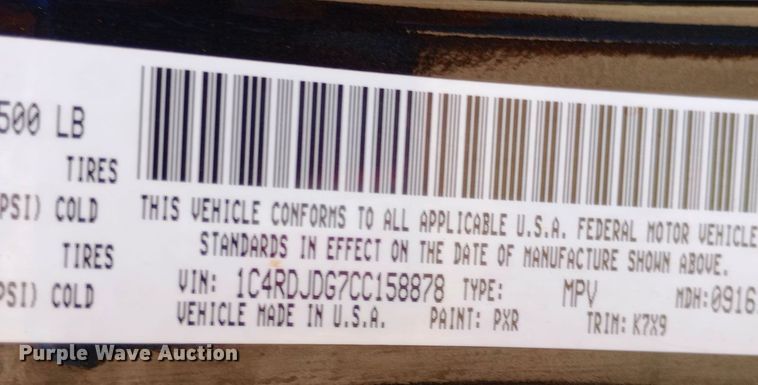 500 LB
TIRES
PSI) COLD
TIRES
PSI) COLD
THIS VEHICLE CONFORMS TO ALL APPLICABLE U.S.A. FEDERAL MOTOR VEHICLE
STANDARDS IN EFFECT ON THE DATE OF MANUFACTURE SHOWN ABOVE.
VIN: 1C4RDJDG7CC158878 TYPE: MPV MDH:0916
VEHICLE MADE IN U.S.A. PAINT: PXR TRIM: K7X9
Purple Wave Auction